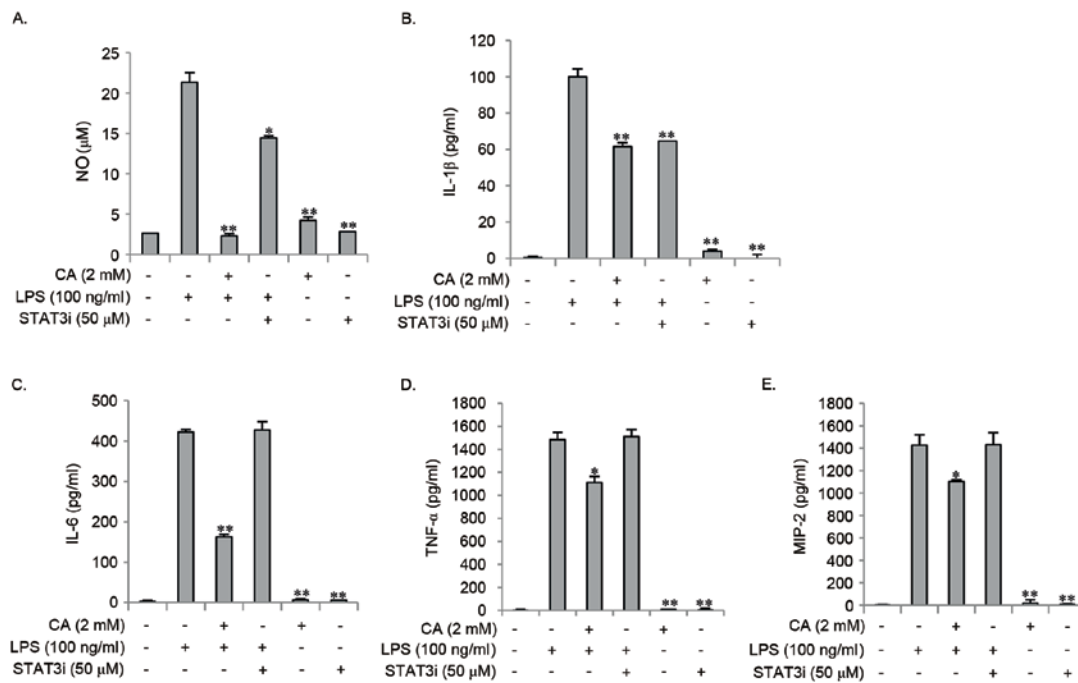 A.
25
20
15
10
5
0
NO (μM)
*
**
**
**
CA (2 mM) - - + - + -
LPS (100 ng/ml) - + + + - -
STAT3i (50 μM) - - - + - +
B.
120
100
80
60
40
20
0
IL-1β (pg/ml)
** **
** **
CA (2 mM) - - + - + -
LPS (100 ng/ml) - + + + - -
STAT3i (50 μM) - - - + - +
C.
500
400
300
200
100
0
IL-6 (pg/ml)
**
** **
CA (2 mM) - - + - + -
LPS (100 ng/ml) - + + + - -
STAT3i (50 μM) - - - + - +
D.
1800
1600
1400
1200
1000
800
600
400
200
0
TNF-α (pg/ml)
*
** **
CA (2 mM) - - + - + -
LPS (100 ng/ml) - + + + - -
STAT3i (50 μM) - - - + - +
E.
1800
1600
1400
1200
1000
800
600
400
200
0
MIP-2 (pg/ml)
*
** **
CA (2 mM) - - + - + -
LPS (100 ng/ml) - + + + - -
STAT3i (50 μM) - - - + - +